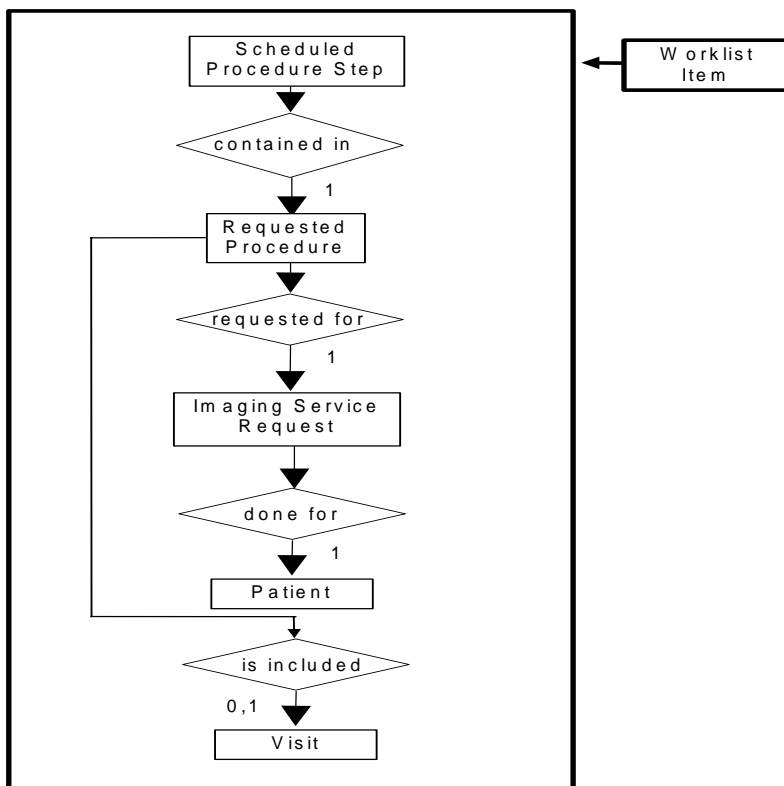 Scheduled
Procedure Step
Worklist
Item
contained in
1
Requested
Procedure
requested for
1
Imaging Service
Request
done for
1
Patient
is included
0,1
Visit